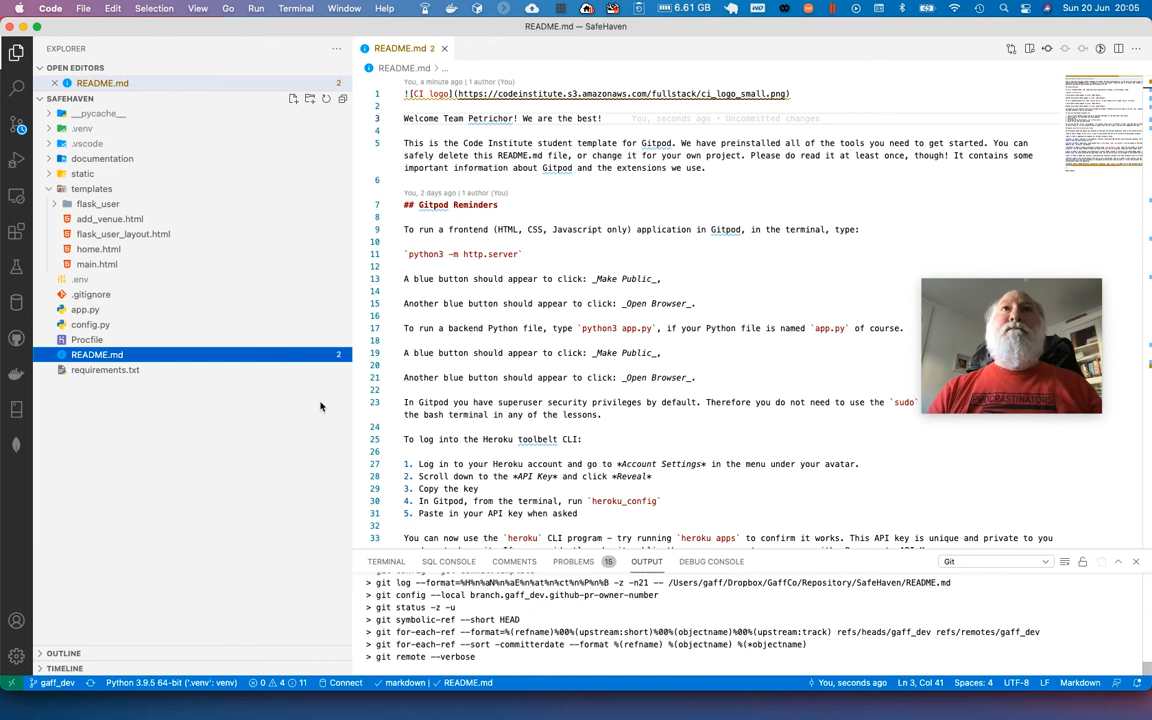 Code File Edit Selection View Go Run Terminal Window Help 6.61 GB Sun 20 Jun 20:05
README.md — SafeHaven
EXPLORER
OPEN EDITORS
README.md 2
SAFEHAVEN
__pycache__
.venv
.vscode
documentation
static
templates
flask_user
add_venue.html
flask_user_layout.html
home.html
main.html
.env
.gitignore
app.py
config.py
Procfile
README.md 2
requirements.txt
OUTLINE
TIMELINE
README.md 2
README.md > ...
You, a minute ago | 1 author (You)
1 ![CI logo](https://codeinstitute.s3.amazonaws.com/fullstack/ci_logo_small.png)
2
3 Welcome Team Petrichor! We are the best! You, seconds ago • Uncommitted changes
4
5 This is the Code Institute student template for Gitpod. We have preinstalled all of the tools you need to get started. You can
safely delete this README.md file, or change it for your own project. Please do read it at least once, though! It contains some
important information about Gitpod and the extensions we use.
6
You, 2 days ago | 1 author (You)
7 ## Gitpod Reminders
8
9 To run a frontend (HTML, CSS, Javascript only) application in Gitpod, in the terminal, type:
10
11 `python3 -m http.server`
12
13 A blue button should appear to click: _Make Public_,
14
15 Another blue button should appear to click: _Open Browser_.
16
17 To run a backend Python file, type `python3 app.py`, if your Python file is named `app.py` of course.
18
19 A blue button should appear to click: _Make Public_,
20
21 Another blue button should appear to click: _Open Browser_.
22
23 In Gitpod you have superuser security privileges by default. Therefore you do not need to use the `sudo`
the bash terminal in any of the lessons.
24
25 To log into the Heroku toolbelt CLI:
26
27 1. Log in to your Heroku account and go to *Account Settings* in the menu under your avatar.
28 2. Scroll down to the *API Key* and click *Reveal*
29 3. Copy the key
30 4. In Gitpod, from the terminal, run `heroku_config`
31 5. Paste in your API key when asked
32
33 You can now use the `heroku` CLI program - try running `heroku apps` to confirm it works. This API key is unique and private to you
PROCRASTINATORS
TERMINAL SQL CONSOLE COMMENTS PROBLEMS 15 OUTPUT DEBUG CONSOLE Git
> git log --format=%H%n%aN%n%aE%n%at%n%ct%n%P%n%B -z -n21 -- /Users/gaff/Dropbox/GaffCo/Repository/SafeHaven/README.md
> git config --local branch.gaff_dev.github-pr-owner-number
> git status -z -u
> git symbolic-ref --short HEAD
> git for-each-ref --format=%(refname)%00%(upstream:short)%00%(objectname)%00%(upstream:track) refs/heads/gaff_dev refs/remotes/gaff_dev
> git for-each-ref --sort -committerdate --format %(refname) %(objectname) %(*objectname)
> git remote --verbose
gaff_dev Python 3.9.5 64-bit ('.venv': venv) 0 4 11 Connect markdown | README.md You, seconds ago Ln 3, Col 41 Spaces: 4 UTF-8 LF Markdown